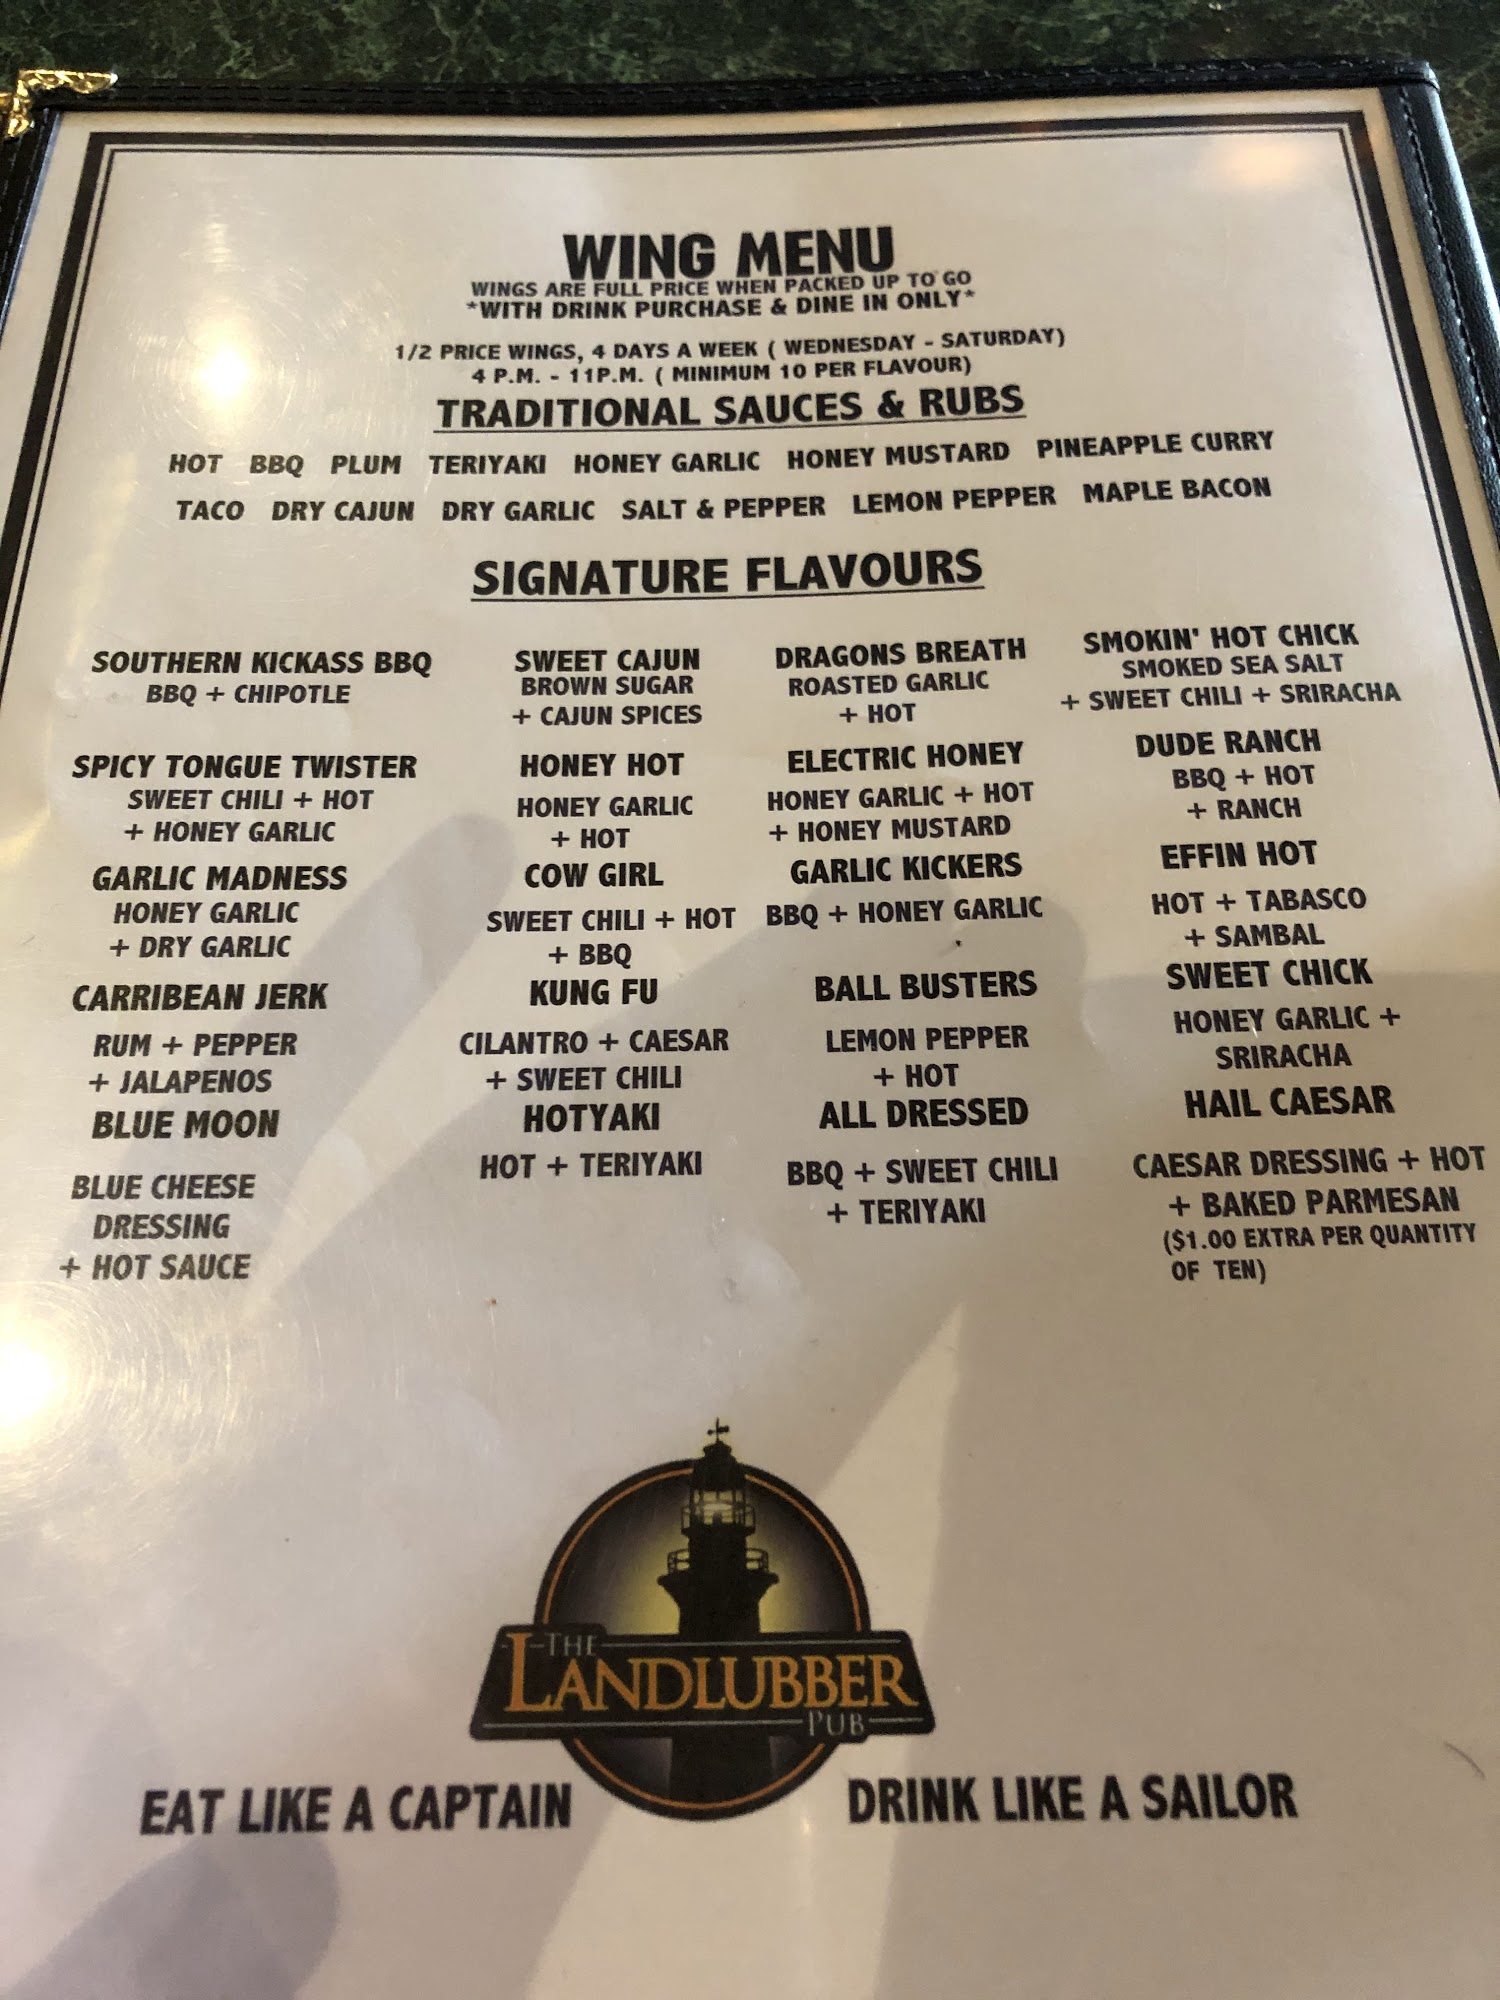 WING MENU
WINGS ARE FULL PRICE WHEN PACKED UP TO GO
*WITH DRINK PURCHASE & DINE IN ONLY*
1/2 PRICE WINGS, 4 DAYS A WEEK ( WEDNESDAY - SATURDAY)
4 P.M. - 11P.M. ( MINIMUM 10 PER FLAVOUR)
TRADITIONAL SAUCES & RUBS
HOT BBQ PLUM TERIYAKI HONEY GARLIC HONEY MUSTARD PINEAPPLE CURRY
TACO DRY CAJUN DRY GARLIC SALT & PEPPER LEMON PEPPER MAPLE BACON
SIGNATURE FLAVOURS
SOUTHERN KICKASS BBQ
BBQ + CHIPOTLE
SPICY TONGUE TWISTER
SWEET CHILI + HOT
+ HONEY GARLIC
GARLIC MADNESS
HONEY GARLIC
+ DRY GARLIC
CARRIBEAN JERK
RUM + PEPPER
+ JALAPENOS
BLUE MOON
BLUE CHEESE
DRESSING
+ HOT SAUCE
SWEET CAJUN
BROWN SUGAR
+ CAJUN SPICES
HONEY HOT
HONEY GARLIC
+ HOT
COW GIRL
SWEET CHILI + HOT
+ BBQ
KUNG FU
CILANTRO + CAESAR
+ SWEET CHILI
HOTYAKI
HOT + TERIYAKI
DRAGONS BREATH
ROASTED GARLIC
+ HOT
ELECTRIC HONEY
HONEY GARLIC + HOT
+ HONEY MUSTARD
GARLIC KICKERS
BBQ + HONEY GARLIC
BALL BUSTERS
LEMON PEPPER
+ HOT
ALL DRESSED
BBQ + SWEET CHILI
+ TERIYAKI
SMOKIN' HOT CHICK
SMOKED SEA SALT
+ SWEET CHILI + SRIRACHA
DUDE RANCH
BBQ + HOT
+ RANCH
EFFIN HOT
HOT + TABASCO
+ SAMBAL
SWEET CHICK
HONEY GARLIC +
SRIRACHA
HAIL CAESAR
CAESAR DRESSING + HOT
+ BAKED PARMESAN
($1.00 EXTRA PER QUANTITY
OF TEN)
THE
LANDLUBBER
PUB
EAT LIKE A CAPTAIN DRINK LIKE A SAILOR